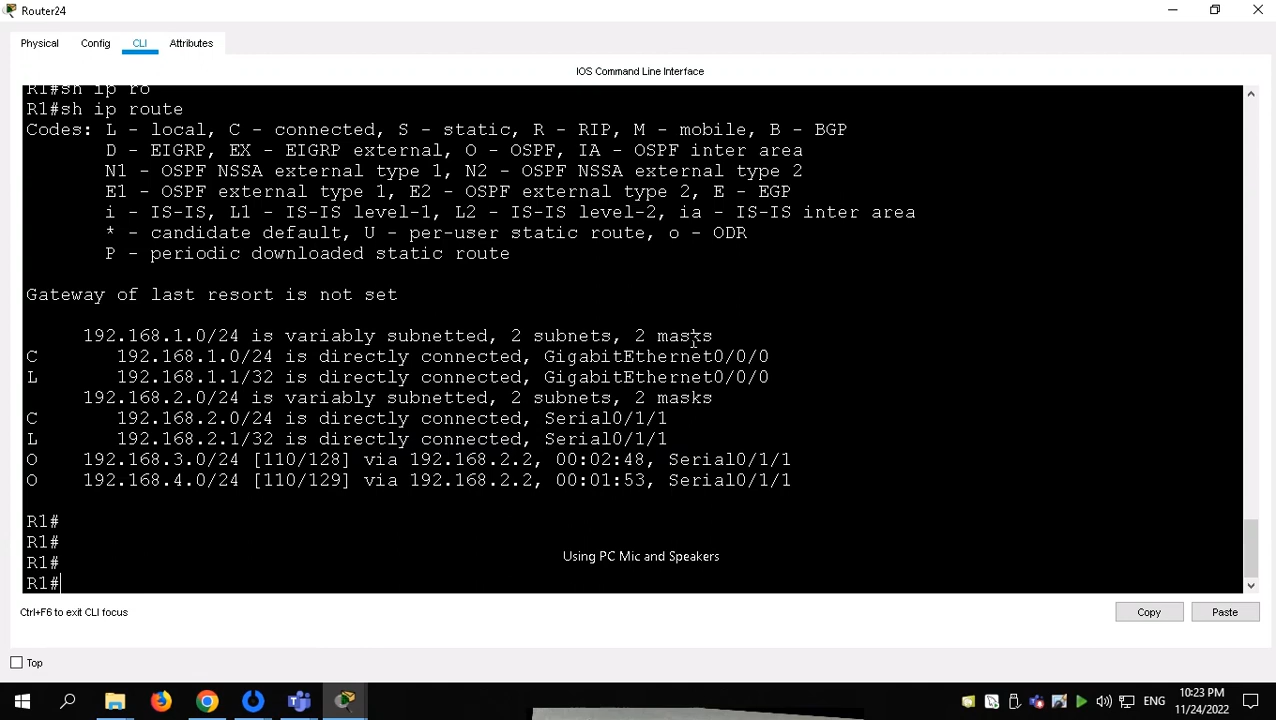 Router24
Physical Config CLI Attributes
IOS Command Line Interface
R1#sh ip ro
R1#sh ip route
Codes: L - local, C - connected, S - static, R - RIP, M - mobile, B - BGP
D - EIGRP, EX - EIGRP external, O - OSPF, IA - OSPF inter area
N1 - OSPF NSSA external type 1, N2 - OSPF NSSA external type 2
E1 - OSPF external type 1, E2 - OSPF external type 2, E - EGP
i - IS-IS, L1 - IS-IS level-1, L2 - IS-IS level-2, ia - IS-IS inter area
* - candidate default, U - per-user static route, o - ODR
P - periodic downloaded static route
Gateway of last resort is not set
192.168.1.0/24 is variably subnetted, 2 subnets, 2 masks
C 192.168.1.0/24 is directly connected, GigabitEthernet0/0/0
L 192.168.1.1/32 is directly connected, GigabitEthernet0/0/0
192.168.2.0/24 is variably subnetted, 2 subnets, 2 masks
C 192.168.2.0/24 is directly connected, Serial0/1/1
L 192.168.2.1/32 is directly connected, Serial0/1/1
O 192.168.3.0/24 [110/128] via 192.168.2.2, 00:02:48, Serial0/1/1
O 192.168.4.0/24 [110/129] via 192.168.2.2, 00:01:53, Serial0/1/1
R1#
R1#
R1#
R1#
Using PC Mic and Speakers
Ctrl+F6 to exit CLI focus
Copy Paste
Top
ENG
10:23 PM
11/24/2022